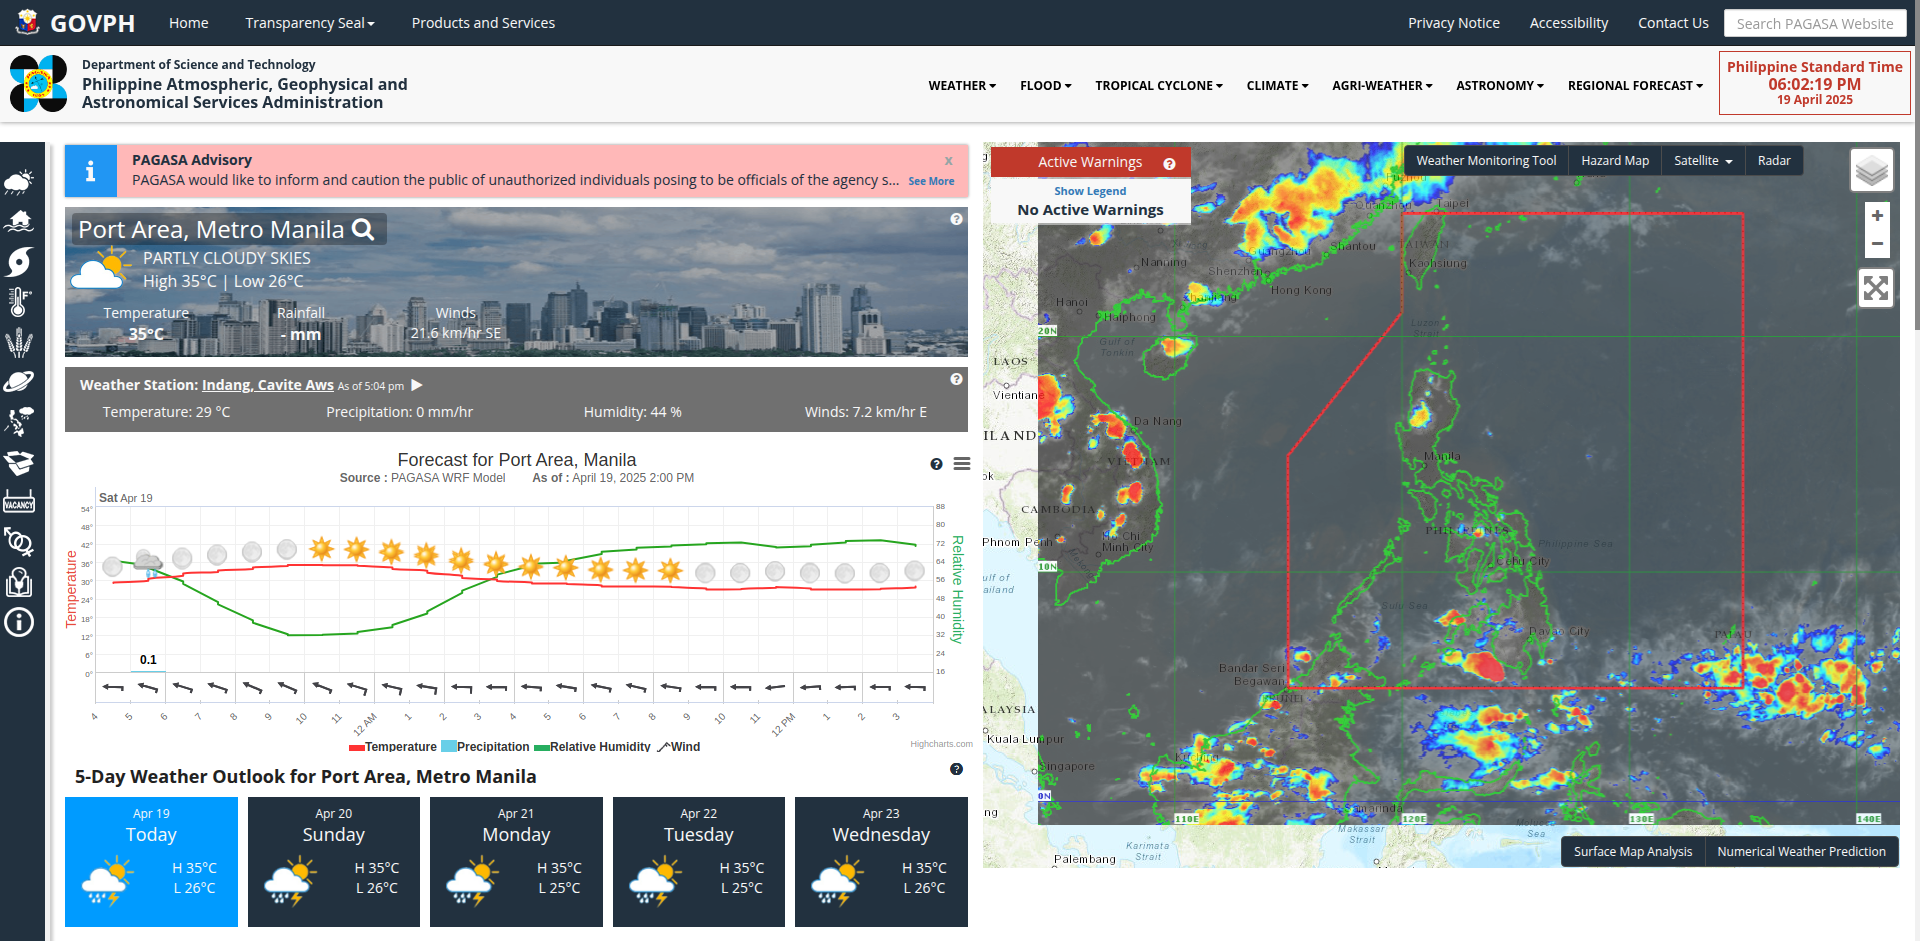 GOVPH
Home
Transparency Seal
Products and Services
Privacy Notice
Accessibility
Contact Us
Search PAGASA Website
Department of Science and Technology
Philippine Atmospheric, Geophysical and
Astronomical Services Administration
WEATHER
FLOOD
TROPICAL CYCLONE
CLIMATE
AGRI-WEATHER
ASTRONOMY
REGIONAL FORECAST
Philippine Standard Time
06:02:19 PM
19 April 2025
PAGASA Advisory
x
PAGASA would like to inform and caution the public of unauthorized individuals posing to be officials of the agency s...
See More
Port Area, Metro Manila
PARTLY CLOUDY SKIES
High 35°C | Low 26°C
Temperature
Rainfall
Winds
35°C
- mm
21.6 km/hr SE
Weather Station: Indang, Cavite Aws As of 5:04 pm
Temperature: 29 °C
Precipitation: 0 mm/hr
Humidity: 44 %
Winds: 7.2 km/hr E
Forecast for Port Area, Manila
Source : PAGASA WRF Model
As of : April 19, 2025 2:00 PM
Sat Apr 19
54°
48°
42°
36°
30°
24°
18°
12°
6°
0°
Temperature
88
80
72
64
56
48
40
32
24
16
Relative Humidity
0.1
4
5
6
7
8
9
10
11
12 AM
1
2
3
4
5
6
7
8
9
10
11
12 PM
1
2
3
Temperature
Precipitation
Relative Humidity
Wind
Highcharts.com
5-Day Weather Outlook for Port Area, Metro Manila
Apr 19
Today
H 35°C
L 26°C
Apr 20
Sunday
H 35°C
L 26°C
Apr 21
Monday
H 35°C
L 25°C
Apr 22
Tuesday
H 35°C
L 25°C
Apr 23
Wednesday
H 35°C
L 26°C
VACANCY
Active Warnings
Show Legend
No Active Warnings
Weather Monitoring Tool
Hazard Map
Satellite
Radar
+
−
Taipei
Quanzhou
TAIWAN
Kaohsiung
Shantou
Guangzhou
Shenzhen
Hong Kong
Nanning
Zhanjiang
Hanoi
Haiphong
Gulf of
Tonkin
Luzon
Strait
20N
LAOS
Vientiane
ILAND
Da Nang
VIETNAM
CAMBODIA
Phnom Penh
Ho Chi
Minh City
Manila
PHILIPPINES
Philippine Sea
Cebu City
10N
ulf of
ailand
Sulu Sea
Davao City
PALAU
Bandar Seri
Begawan
BRUNEI
ALAYSIA
Kuala Lumpur
Singapore
Kuching
Samarinda
0N
110E
120E
130E
140E
ng
Makassar
Strait
Molucca
Sea
Karimata
Strait
Palembang
Surface Map Analysis
Numerical Weather Prediction